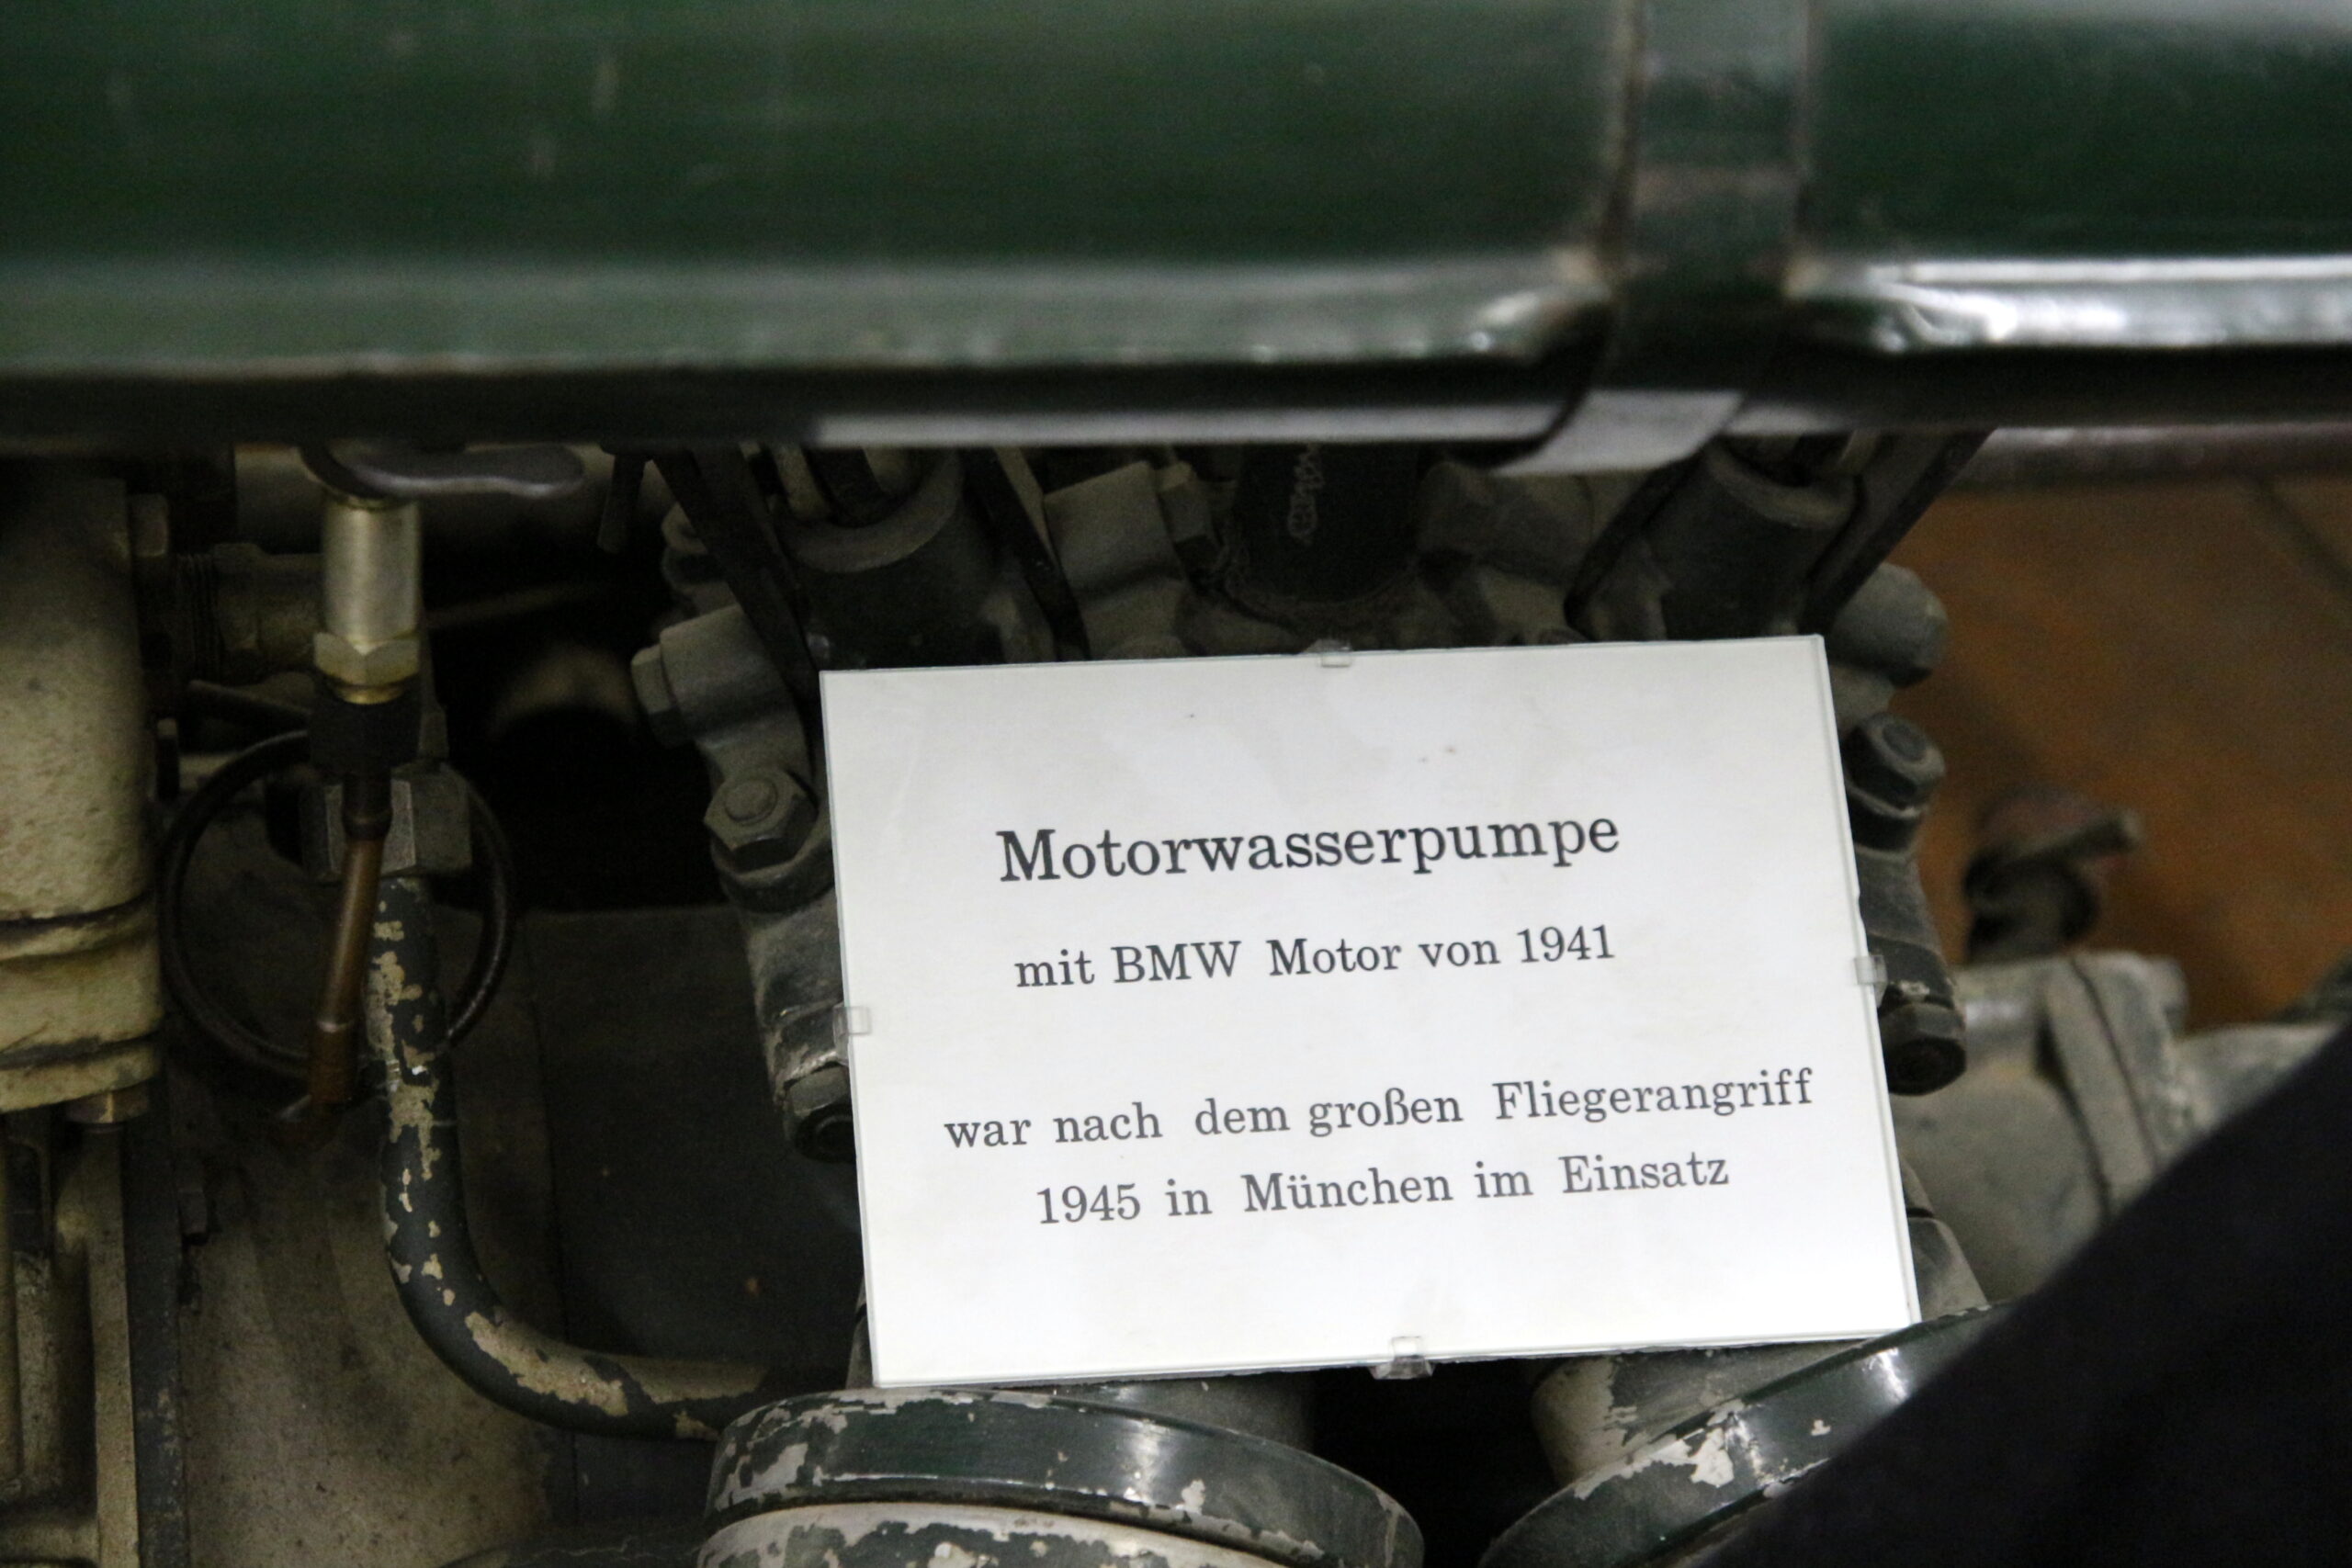 Motorwasserpumpe
mit BMW Motor von 1941
war nach dem großen Fliegerangriff
1945 in München im Einsatz